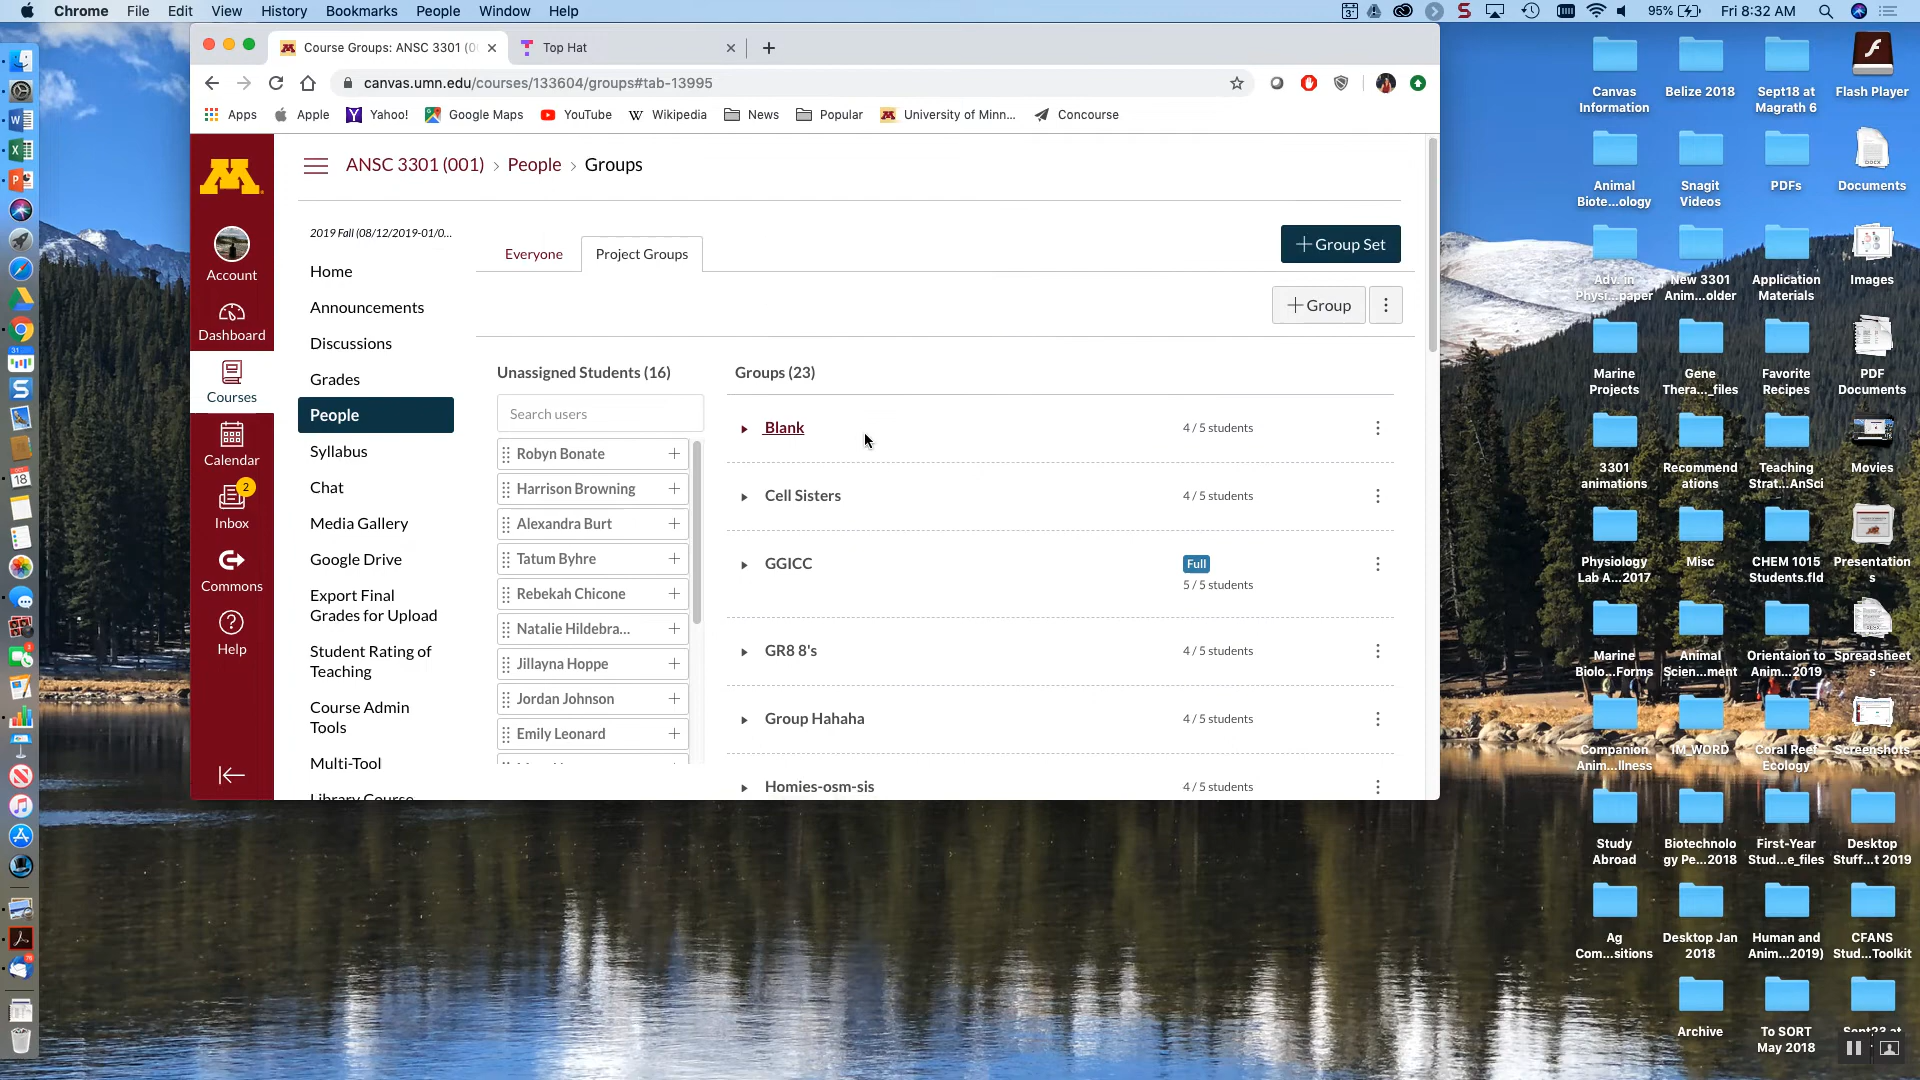 Chrome File Edit View History Bookmarks People Window Help
95% Fri 8:32 AM
Course Groups: ANSC 3301 (0
Top Hat
canvas.umn.edu/courses/133604/groups#tab-13995
Apps Apple Yahoo! Google Maps YouTube Wikipedia News Popular University of Minn... Concourse
ANSC 3301 (001) › People › Groups
Account
Dashboard
Courses
Calendar
2
Inbox
Commons
Help
2019 Fall (08/12/2019-01/0...
Home
Announcements
Discussions
Grades
People
Syllabus
Chat
Media Gallery
Google Drive
Export Final
Grades for Upload
Student Rating of
Teaching
Course Admin
Tools
Multi-Tool
Library Course
Everyone
Project Groups
+ Group Set
+ Group
Unassigned Students (16)
Search users
Robyn Bonate
Harrison Browning
Alexandra Burt
Tatum Byhre
Rebekah Chicone
Natalie Hildebra...
Jillayna Hoppe
Jordan Johnson
Emily Leonard
Groups (23)
Blank 4 / 5 students
Cell Sisters 4 / 5 students
GGICC Full
5 / 5 students
GR8 8's 4 / 5 students
Group Hahaha 4 / 5 students
Homies-osm-sis 4 / 5 students
Canvas
Information
Belize 2018
Sept18 at
Magrath 6
Flash Player
Animal
Biote...ology
Snagit
Videos
PDFs
Documents
Adv. in
Physi...paper
New 3301
Anim...older
Application
Materials
Images
Marine
Projects
Gene
Thera..._files
Favorite
Recipes
PDF
Documents
3301
animations
Recommend
ations
Teaching
Strat...AnSci
Movies
Physiology
Lab A...2017
Misc
CHEM 1015
Students.fld
Presentation
s
Marine
Biolo...Forms
Animal
Scien...ment
Orientaion to
Anim...2019
Spreadsheet
s
Companion
Anim...llness
IM_WORD
Coral Reef
Ecology
Screenshots
Study
Abroad
Biotechnolo
gy Pe...2018
First-Year
Stud...e_files
Desktop
Stuff...t 2019
Ag
Com...sitions
Desktop Jan
2018
Human and
Anim...2019)
CFANS
Stud...Toolkit
Archive
To SORT
May 2018
Sept23 at